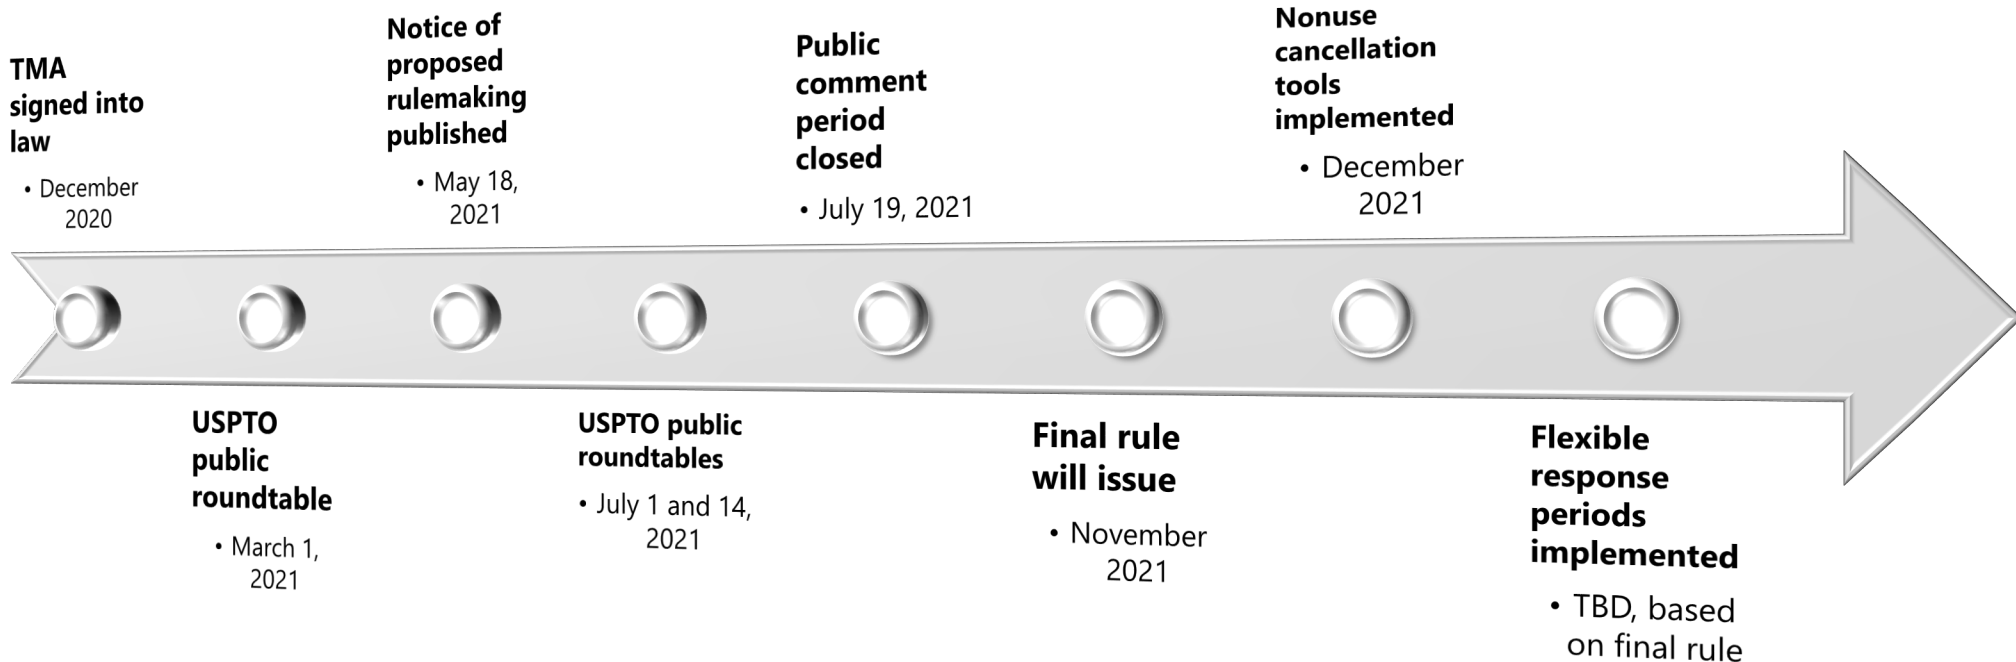 TMA
signed into
law
• December
2020
USPTO
public
roundtable
• March 1,
2021
Notice of
proposed
rulemaking
published
• May 18,
2021
USPTO public
roundtables
• July 1 and 14,
2021
Public
comment
period
closed
• July 19, 2021
Final rule
will issue
• November
2021
Nonuse
cancellation
tools
implemented
• December
2021
Flexible
response
periods
implemented
• TBD, based
on final rule